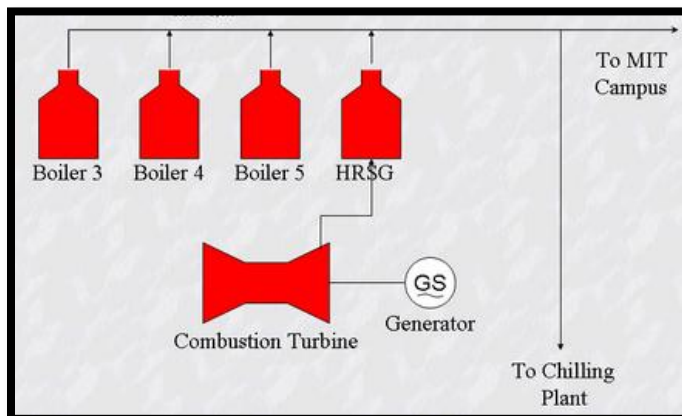 To MIT
Campus
Boiler 3
Boiler 4
Boiler 5
HRSG
GS
Generator
Combustion Turbine
To Chilling
Plant